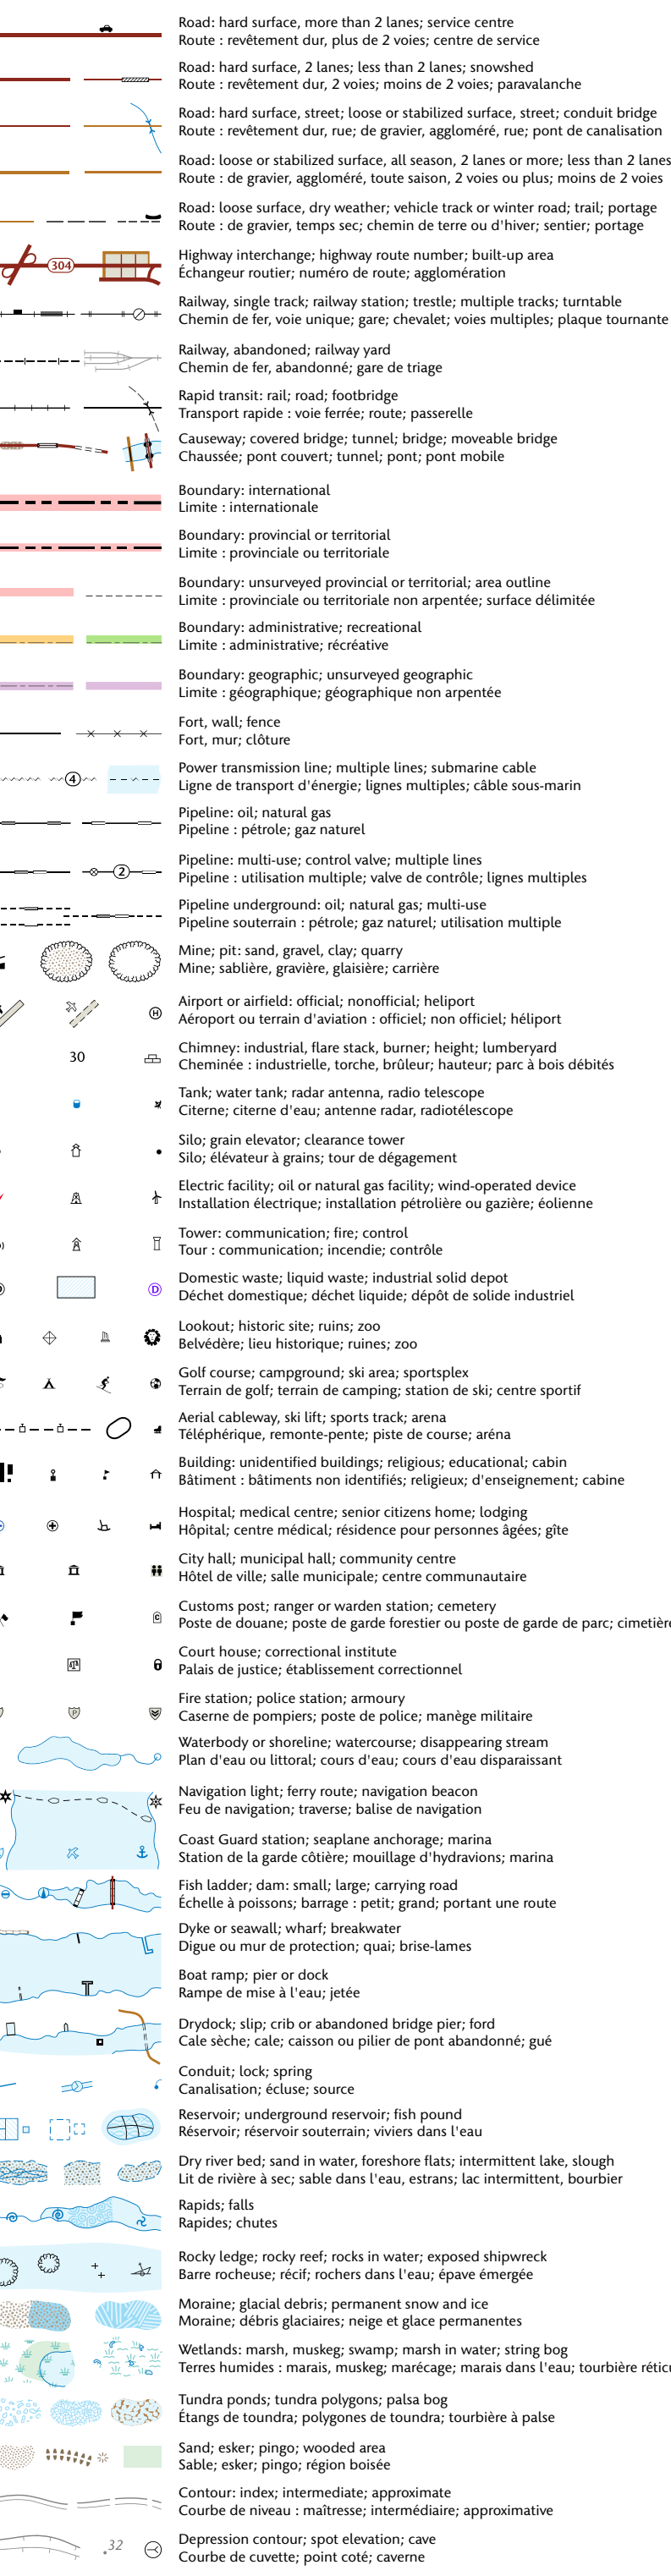 Road: hard surface, more than 2 lanes; service centre
Route : revêtement dur, plus de 2 voies; centre de service
Road: hard surface, 2 lanes; less than 2 lanes; snowshed
Route : revêtement dur, 2 voies; moins de 2 voies; paravalanche
Road: hard surface, street; loose or stabilized surface, street; conduit bridge
Route : revêtement dur, rue; de gravier, aggloméré, rue; pont de canalisation
Road: loose or stabilized surface, all season, 2 lanes or more; less than 2 lanes
Route : de gravier, aggloméré, toute saison, 2 voies ou plus; moins de 2 voies
Road: loose surface, dry weather; vehicle track or winter road; trail; portage
Route : de gravier, temps sec; chemin de terre ou d'hiver; sentier; portage
304
Highway interchange; highway route number; built-up area
Échangeur routier; numéro de route; agglomération
Railway, single track; railway station; trestle; multiple tracks; turntable
Chemin de fer, voie unique; gare; chevalet; voies multiples; plaque tournante
Railway, abandoned; railway yard
Chemin de fer, abandonné; gare de triage
Rapid transit: rail; road; footbridge
Transport rapide : voie ferrée; route; passerelle
Causeway; covered bridge; tunnel; bridge; moveable bridge
Chaussée; pont couvert; tunnel; pont; pont mobile
Boundary: international
Limite : internationale
Boundary: provincial or territorial
Limite : provinciale ou territoriale
Boundary: unsurveyed provincial or territorial; area outline
Limite : provinciale ou territoriale non arpentée; surface délimitée
Boundary: administrative; recreational
Limite : administrative; récréative
Boundary: geographic; unsurveyed geographic
Limite : géographique; géographique non arpentée
Fort, wall; fence
Fort, mur; clôture
4
Power transmission line; multiple lines; submarine cable
Ligne de transport d'énergie; lignes multiples; câble sous-marin
Pipeline: oil; natural gas
Pipeline : pétrole; gaz naturel
2
Pipeline: multi-use; control valve; multiple lines
Pipeline : utilisation multiple; valve de contrôle; lignes multiples
Pipeline underground: oil; natural gas; multi-use
Pipeline souterrain : pétrole; gaz naturel; utilisation multiple
Mine; pit: sand, gravel, clay; quarry
Mine; sablière, gravière, glaisière; carrière
H
Airport or airfield: official; nonofficial; heliport
Aéroport ou terrain d'aviation : officiel; non officiel; héliport
30
Chimney: industrial, flare stack, burner; height; lumberyard
Cheminée : industrielle, torche, brûleur; hauteur; parc à bois débités
Tank; water tank; radar antenna, radio telescope
Citerne; citerne d'eau; antenne radar, radiotélescope
Silo; grain elevator; clearance tower
Silo; élévateur à grains; tour de dégagement
Electric facility; oil or natural gas facility; wind-operated device
Installation électrique; installation pétrolière ou gazière; éolienne
Tower: communication; fire; control
Tour : communication; incendie; contrôle
D
Domestic waste; liquid waste; industrial solid depot
Déchet domestique; déchet liquide; dépôt de solide industriel
Lookout; historic site; ruins; zoo
Belvédère; lieu historique; ruines; zoo
Golf course; campground; ski area; sportsplex
Terrain de golf; terrain de camping; station de ski; centre sportif
Aerial cableway, ski lift; sports track; arena
Téléphérique, remonte-pente; piste de course; aréna
Building: unidentified buildings; religious; educational; cabin
Bâtiment : bâtiments non identifiés; religieux; d'enseignement; cabine
Hospital; medical centre; senior citizens home; lodging
Hôpital; centre médical; résidence pour personnes âgées; gîte
City hall; municipal hall; community centre
Hôtel de ville; salle municipale; centre communautaire
C
Customs post; ranger or warden station; cemetery
Poste de douane; poste de garde forestier ou poste de garde de parc; cimetière
Court house; correctional institute
Palais de justice; établissement correctionnel
P
Fire station; police station; armoury
Caserne de pompiers; poste de police; manège militaire
Waterbody or shoreline; watercourse; disappearing stream
Plan d'eau ou littoral; cours d'eau; cours d'eau disparaissant
Navigation light; ferry route; navigation beacon
Feu de navigation; traverse; balise de navigation
Coast Guard station; seaplane anchorage; marina
Station de la garde côtière; mouillage d'hydravions; marina
Fish ladder; dam: small; large; carrying road
Échelle à poissons; barrage : petit; grand; portant une route
Dyke or seawall; wharf; breakwater
Digue ou mur de protection; quai; brise-lames
Boat ramp; pier or dock
Rampe de mise à l'eau; jetée
Drydock; slip; crib or abandoned bridge pier; ford
Cale sèche; cale; caisson ou pilier de pont abandonné; gué
Conduit; lock; spring
Canalisation; écluse; source
Reservoir; underground reservoir; fish pound
Réservoir; réservoir souterrain; viviers dans l'eau
Dry river bed; sand in water, foreshore flats; intermittent lake, slough
Lit de rivière à sec; sable dans l'eau, estrans; lac intermittent, bourbier
Rapids; falls
Rapides; chutes
Rocky ledge; rocky reef; rocks in water; exposed shipwreck
Barre rocheuse; récif; rochers dans l'eau; épave émergée
Moraine; glacial debris; permanent snow and ice
Moraine; débris glaciaires; neige et glace permanentes
Wetlands: marsh, muskeg; swamp; marsh in water; string bog
Terres humides : marais, muskeg; marécage; marais dans l'eau; tourbière
Tundra ponds; tundra polygons; palsa bog
Étangs de toundra; polygones de toundra; tourbière à palse
Sand; esker; pingo; wooded area
Sable; esker; pingo; région boisée
Contour: index; intermediate; approximate
Courbe de niveau : maîtresse; intermédiaire; approximative
.32
Depression contour; spot elevation; cave
Courbe de cuvette; point coté; caverne